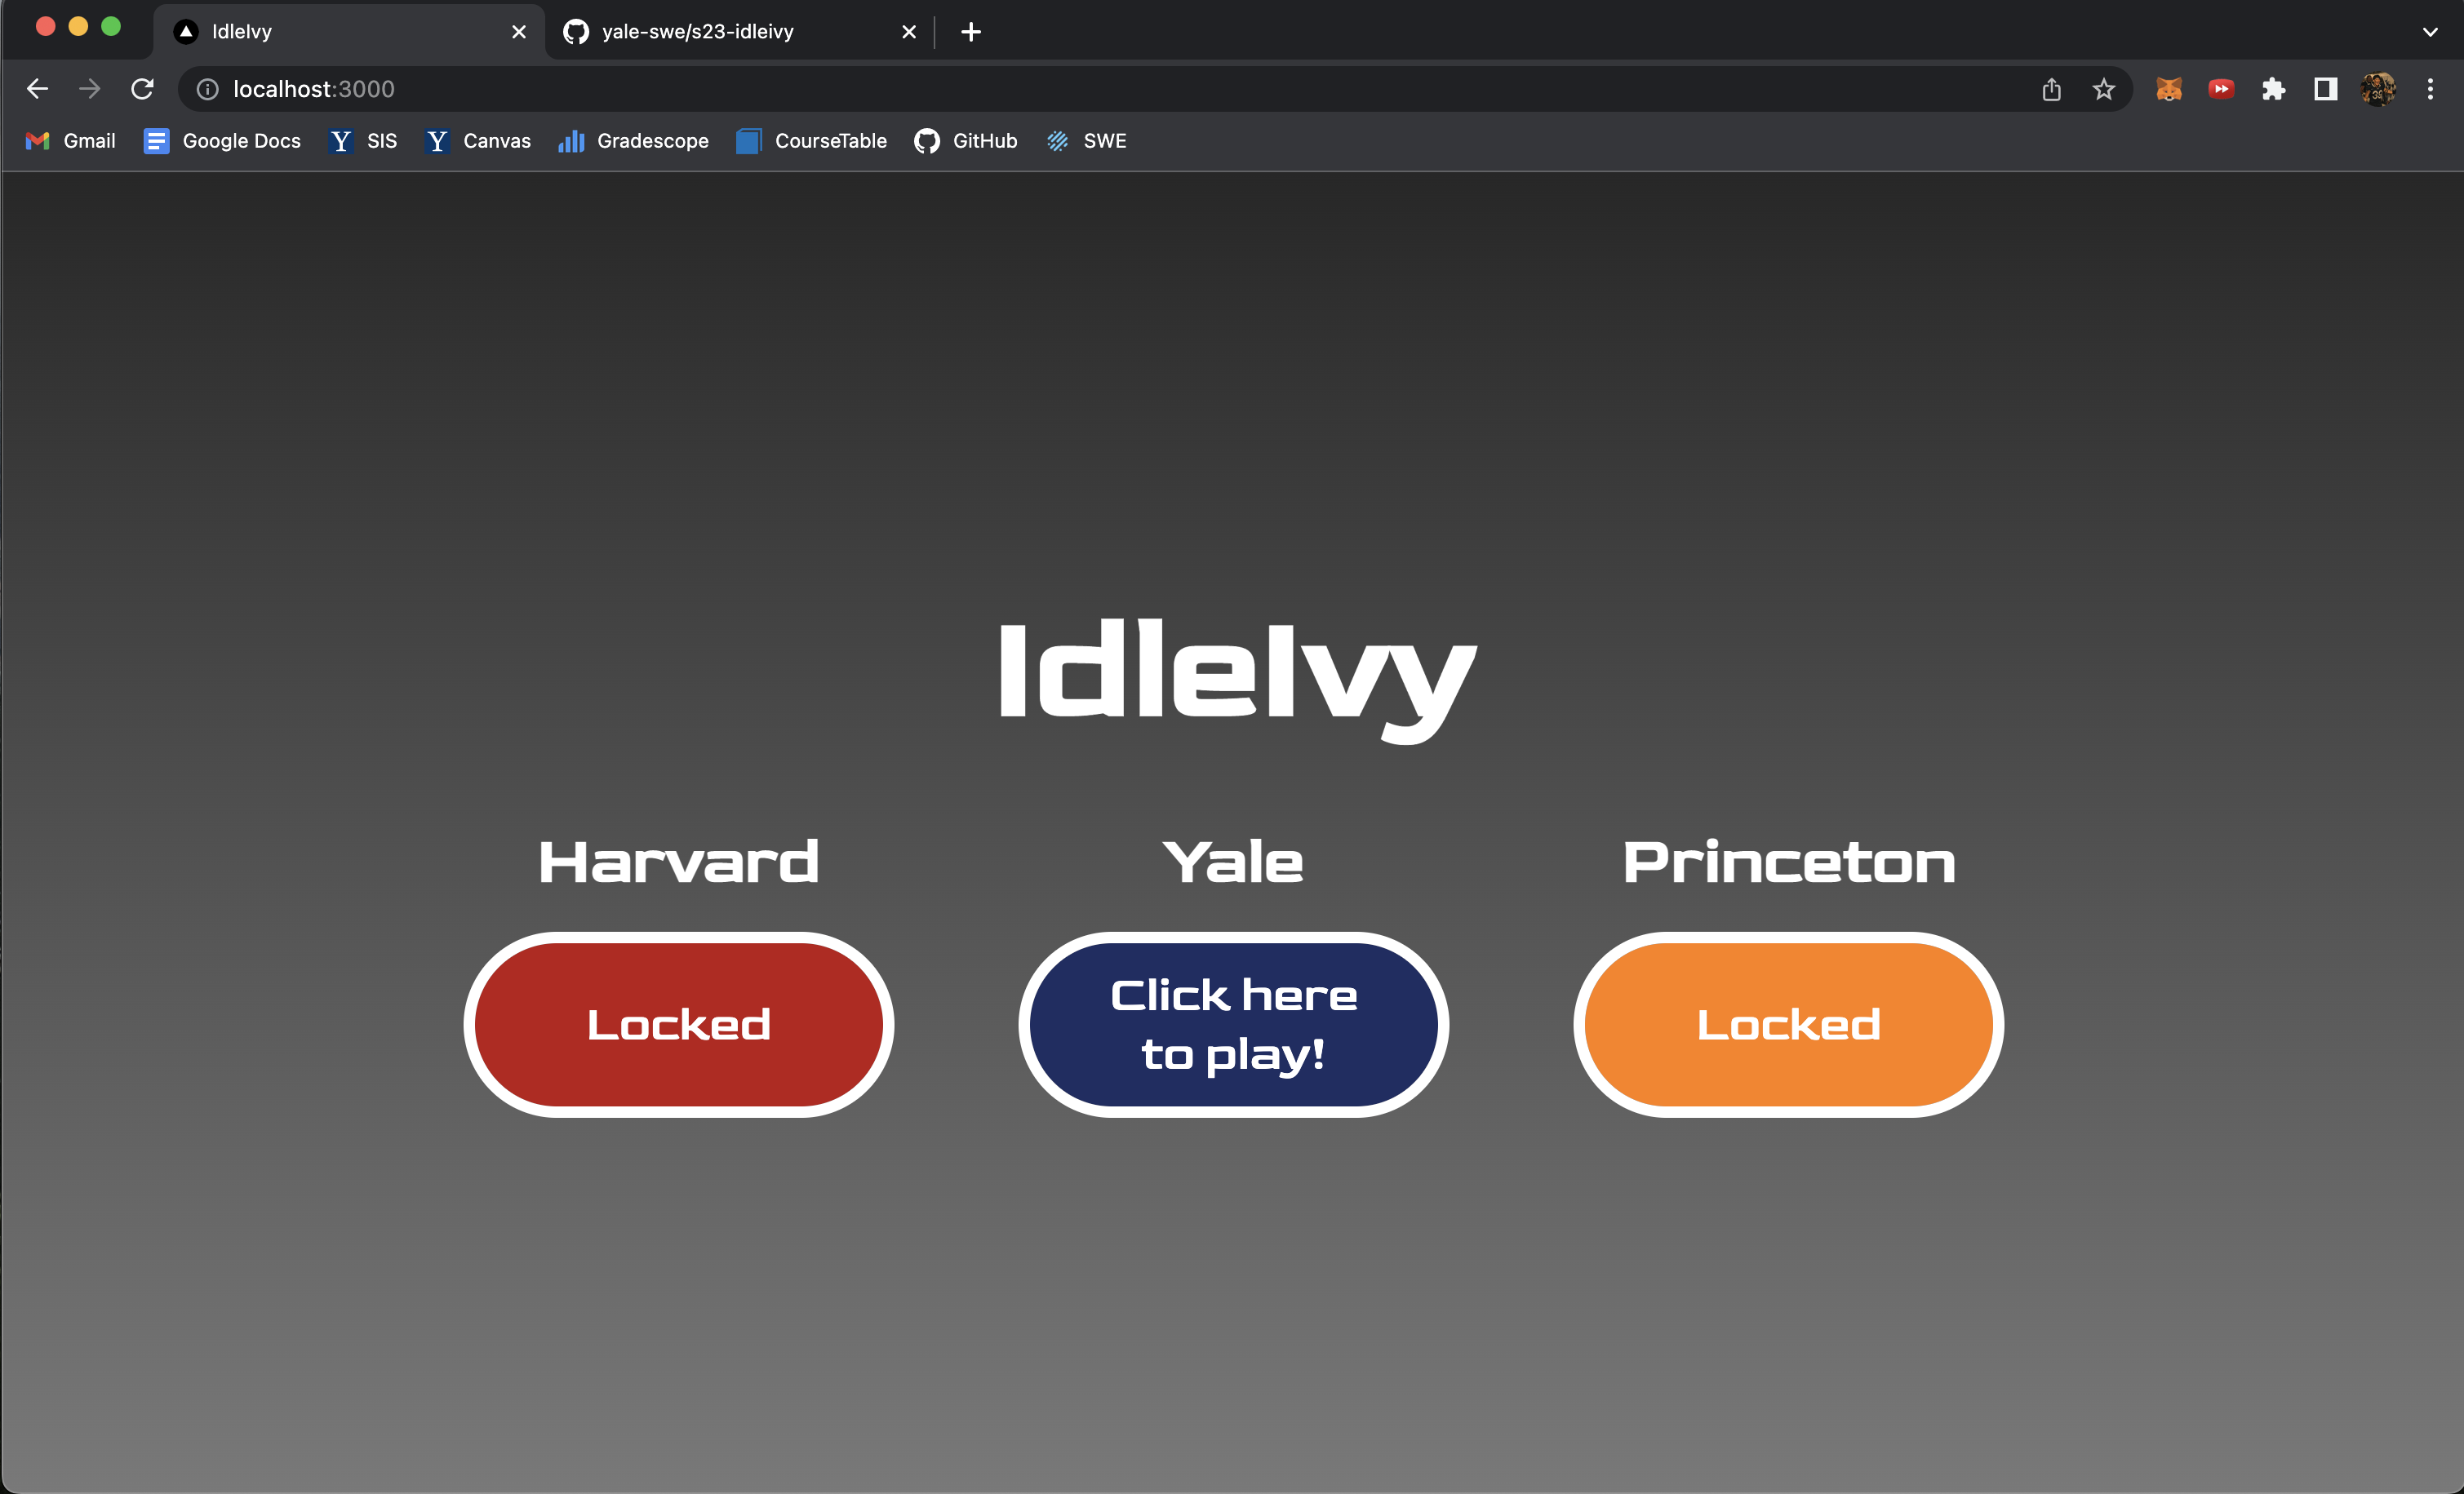 IdleIvy
yale-swe/s23-idleivy
localhost:3000
Gmail Google Docs Y SIS Y Canvas Gradescope CourseTable GitHub SWE
IdleIvy
Harvard Yale Princeton
Locked
Click here
to play!
Locked